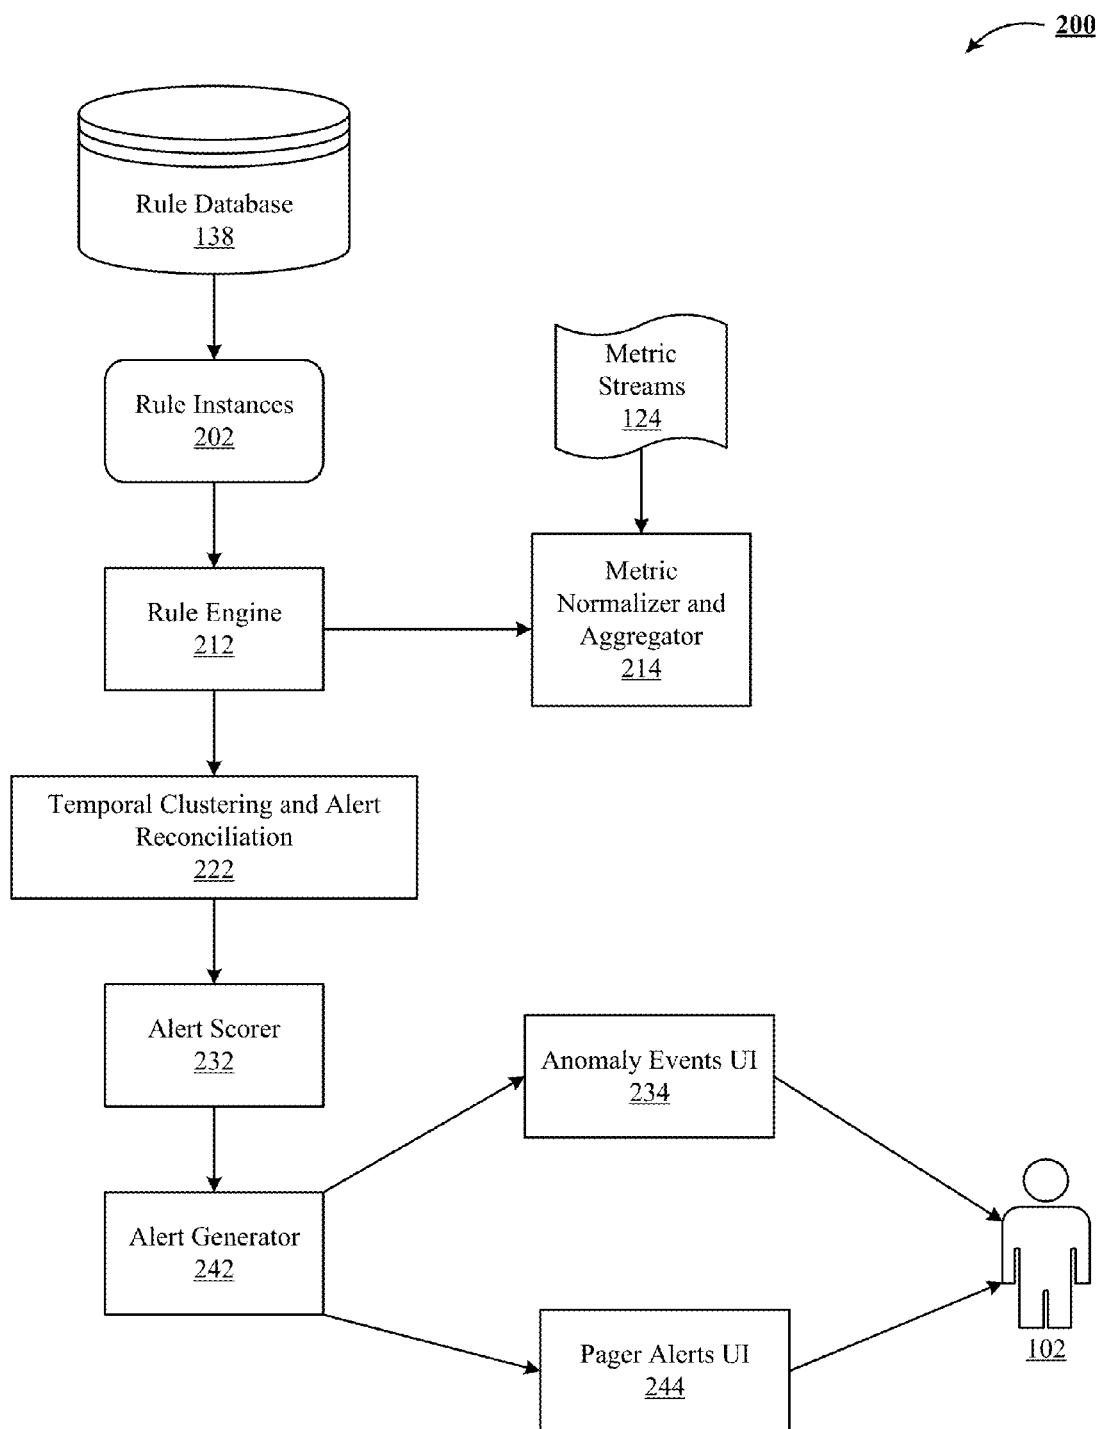 200
Rule Database
138
Rule Instances
202
Metric
Streams
124
Rule Engine
212
Metric
Normalizer and
Aggregator
214
Temporal Clustering and Alert
Reconciliation
222
Alert Scorer
232
Anomaly Events UI
234
Alert Generator
242
Pager Alerts UI
244
102